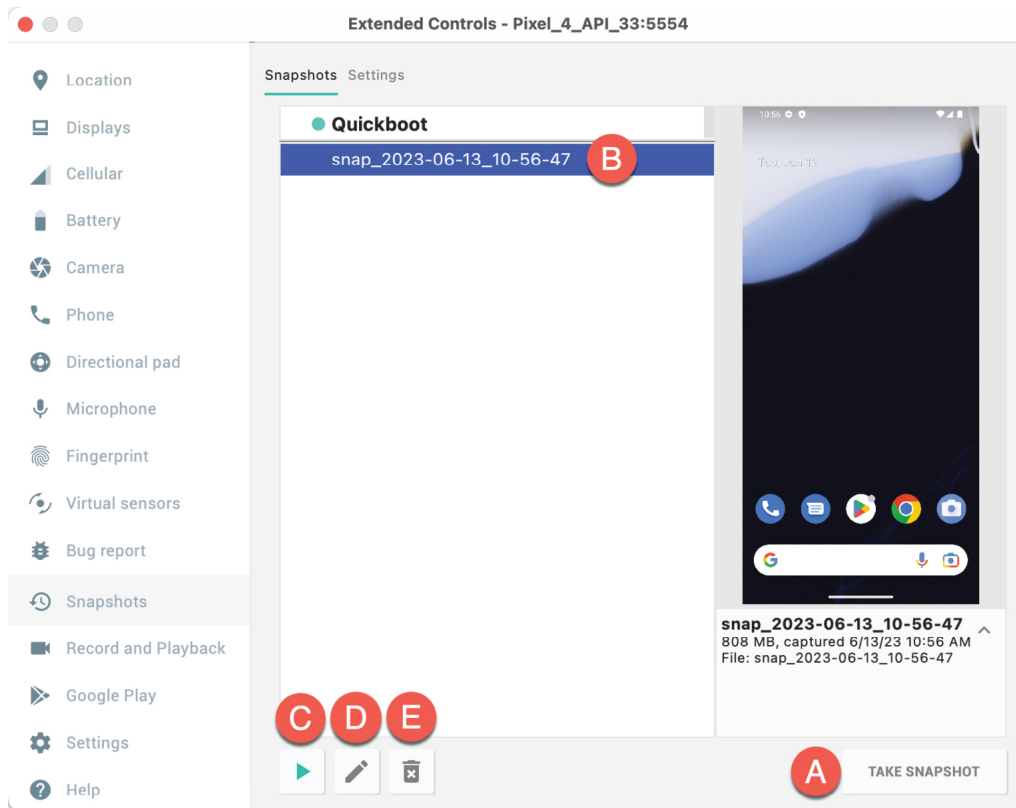 Extended Controls - Pixel_4_API_33:5554
Location
Displays
Cellular
Battery
Camera
Phone
Directional pad
Microphone
Fingerprint
Virtual sensors
Bug report
Snapshots
Record and Playback
Google Play
Settings
Help
Snapshots Settings
Quickboot
snap_2023-06-13_10-56-47 B
10:56
Tue, Jun 13
G
snap_2023-06-13_10-56-47
808 MB, captured 6/13/23 10:56 AM
File: snap_2023-06-13_10-56-47
C D E
A TAKE SNAPSHOT